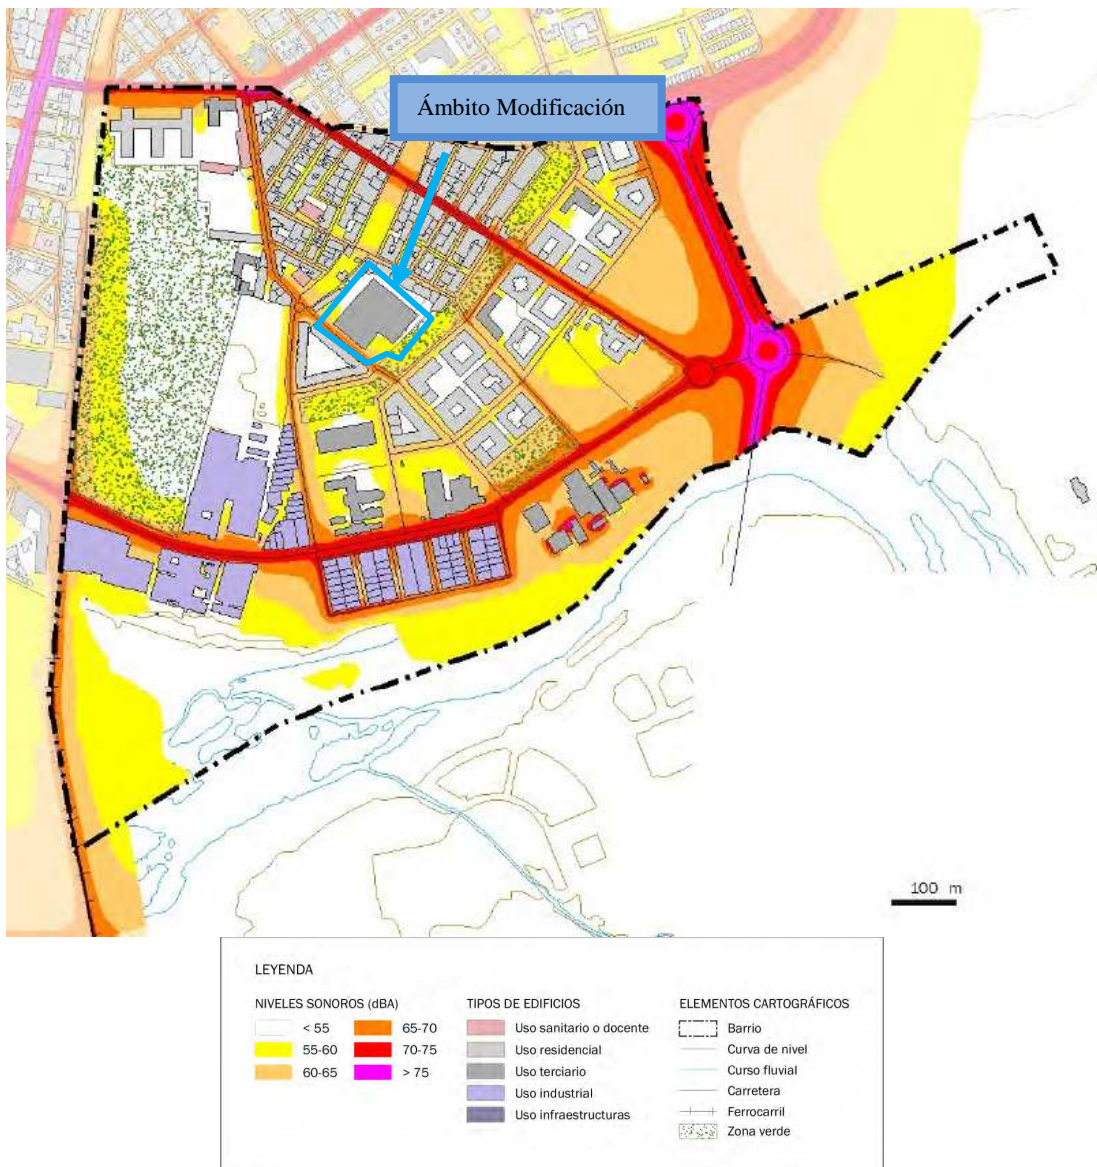 Ámbito Modificación
100 m
LEYENDA
NIVELES SONOROS (dBA)
< 55
55-60
60-65
65-70
70-75
> 75
TIPOS DE EDIFICIOS
Uso sanitario o docente
Uso residencial
Uso terciario
Uso industrial
Uso infraestructuras
ELEMENTOS CARTOGRÁFICOS
Barrio
Curva de nivel
Curso fluvial
Carretera
Ferrocarril
Zona verde